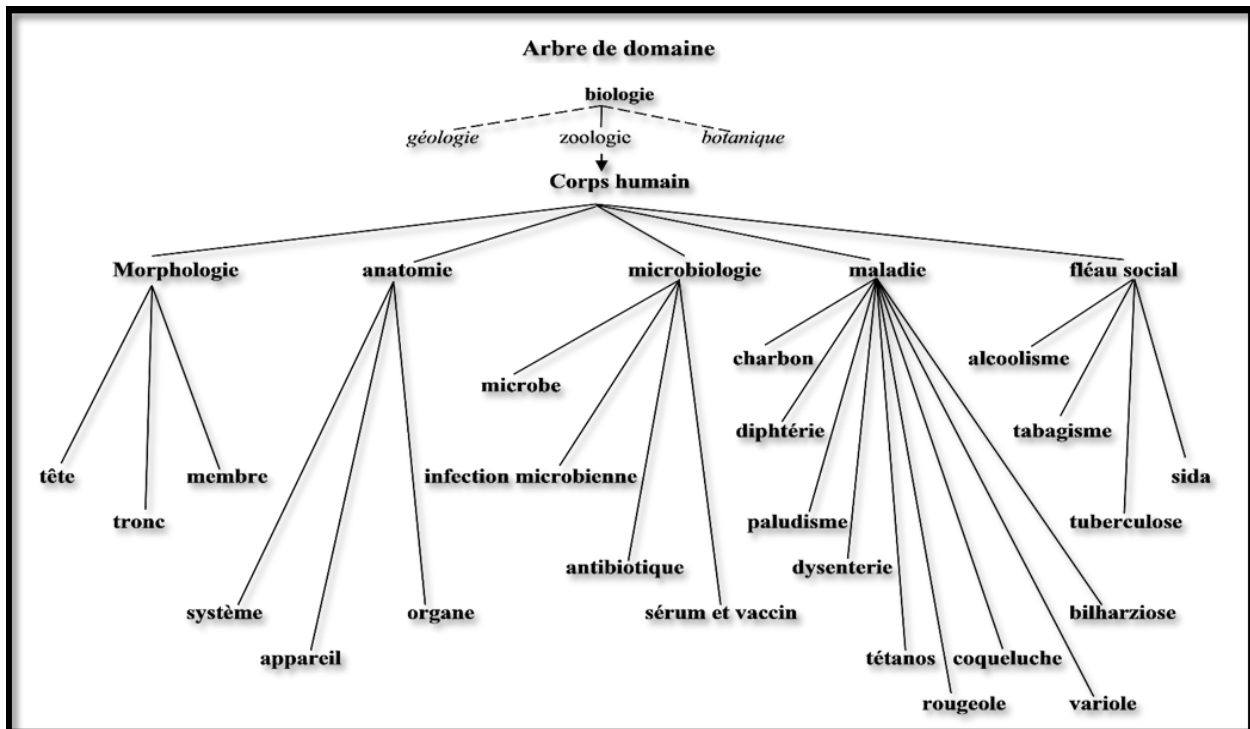 Arbre de domaine
biologie
géologie zoologic botanique
Corps humain
Morphologie anatomie microbiologie maladic fléau social
charbon alcoolisme
microbe
diphtérie tabagisme
tête membre infection microbienne sida
tronc paludisme tuberculose
antibiotique dysenterie
système organe sérum et vaccin bilharziose
appareil tétanos coqueluche
rougeole variole